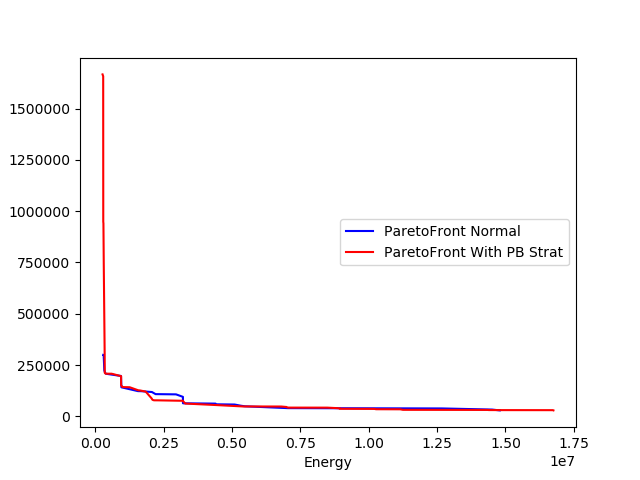 1500000
1250000
1000000
750000
500000
250000
0
ParetoFront Normal
ParetoFront With PB Strat
0.00 0.25 0.50 0.75 1.00 1.25 1.50 1.75
1e7
Energy